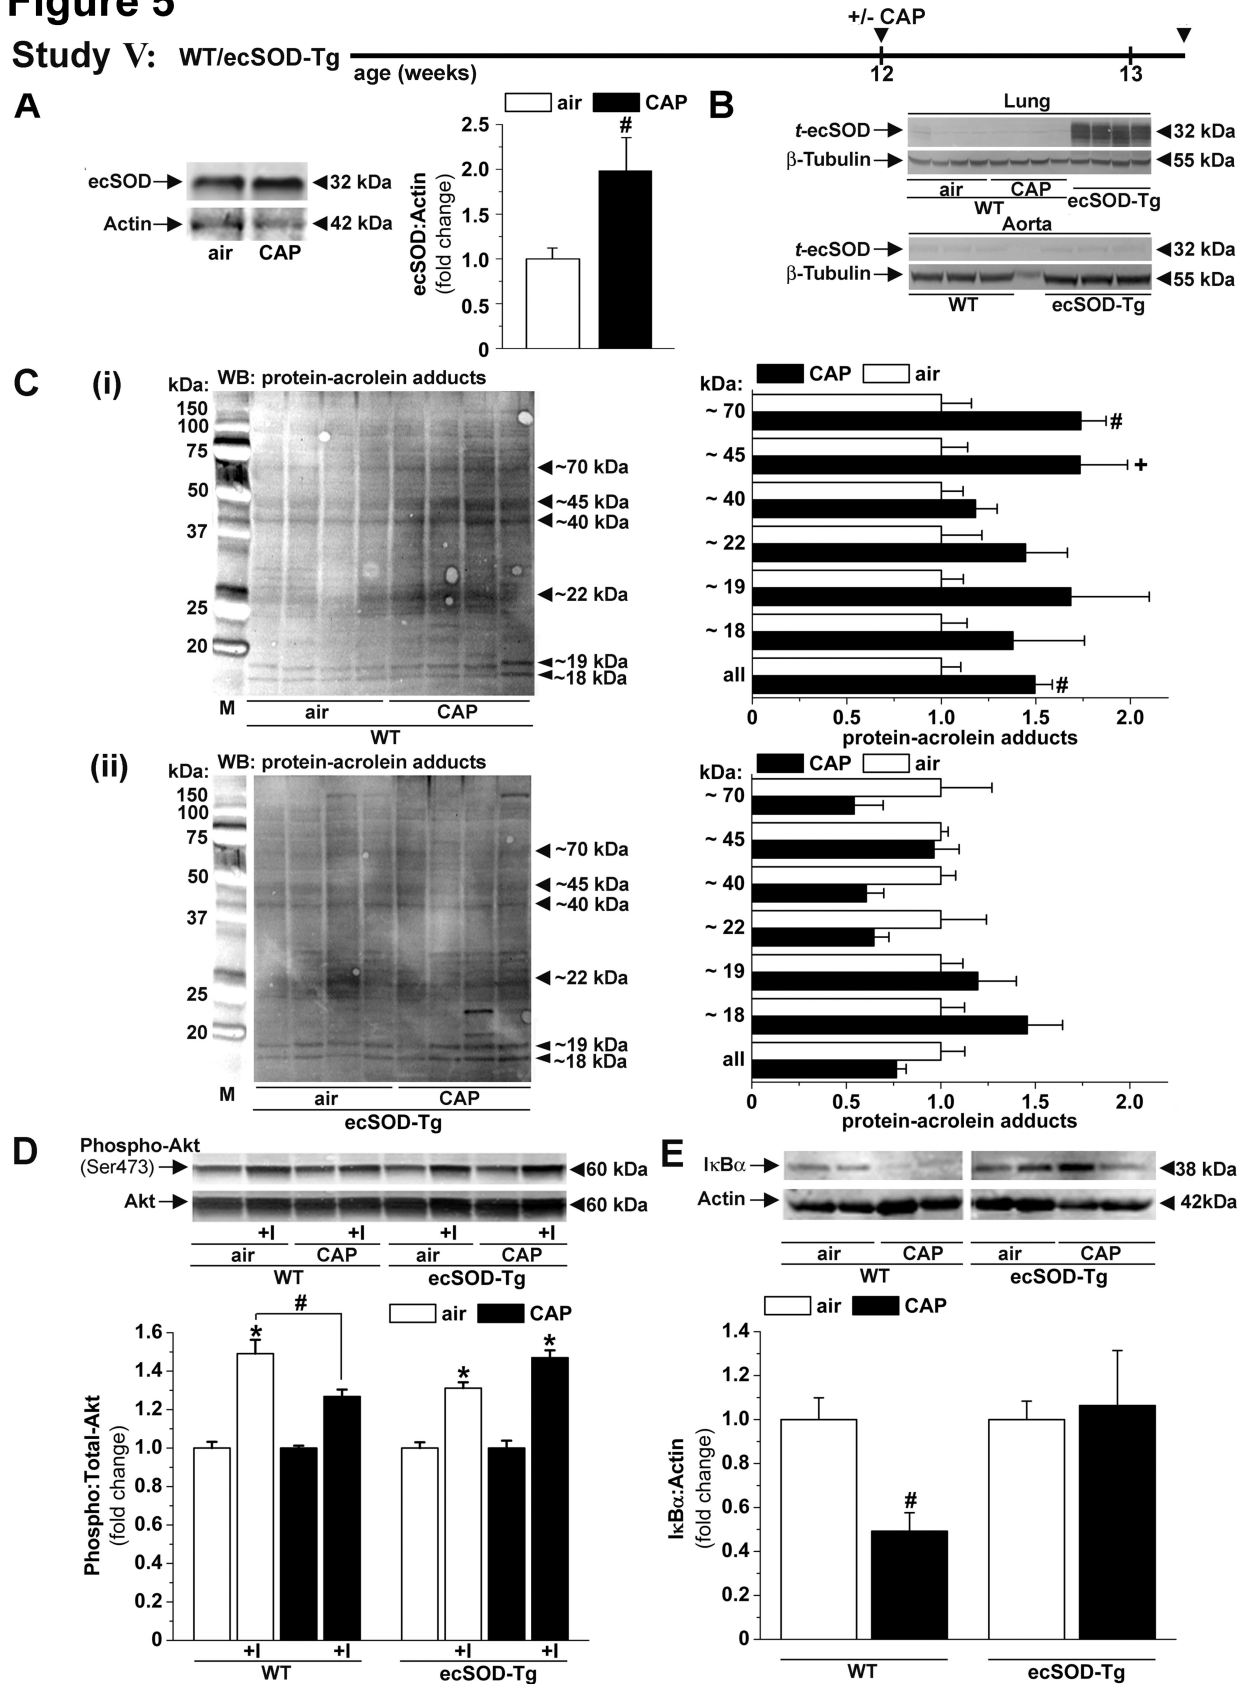 Figure 5
Study V: WT/ecSOD-Tg
+/- CAP
age (weeks)
12
13
A
ecSOD
32 kDa
Actin
42 kDa
air CAP
air CAP
ecSOD:Actin
(fold change)
2.5
2.0
1.5
1.0
0.5
0
#
B
Lung
t-ecSOD 32 kDa
β-Tubulin 55 kDa
air CAP
WT
ecSOD-Tg
Aorta
t-ecSOD 32 kDa
β-Tubulin 55 kDa
WT ecSOD-Tg
C (i)
kDa: WB: protein-acrolein adducts
150
100
75
50
37
25
20
~70 kDa
~45 kDa
~40 kDa
~22 kDa
~19 kDa
~18 kDa
M air CAP
WT
CAP air
kDa:
~ 70 #
~ 45 +
~ 40
~ 22
~ 19
~ 18
all #
0 0.5 1.0 1.5 2.0
protein-acrolein adducts
(ii)
kDa: WB: protein-acrolein adducts
150
100
75
50
37
25
20
~70 kDa
~45 kDa
~40 kDa
~22 kDa
~19 kDa
~18 kDa
M air CAP
ecSOD-Tg
CAP air
kDa:
~ 70
~ 45
~ 40
~ 22
~ 19
~ 18
all
0 0.5 1.0 1.5 2.0
protein-acrolein adducts
D
Phospho-Akt
(Ser473) 60 kDa
Akt 60 kDa
+I +I +I +I
air CAP air CAP
WT ecSOD-Tg
air CAP
Phospho:Total-Akt
(fold change)
1.6
1.4
1.2
1.0
0.8
0.6
0.4
0.2
0
* # * *
+I +I +I +I
WT ecSOD-Tg
E
IκBα 38 kDa
Actin 42kDa
air CAP air CAP
WT ecSOD-Tg
air CAP
IκBα:Actin
(fold change)
1.4
1.2
1.0
0.8
0.6
0.4
0.2
0
#
WT ecSOD-Tg